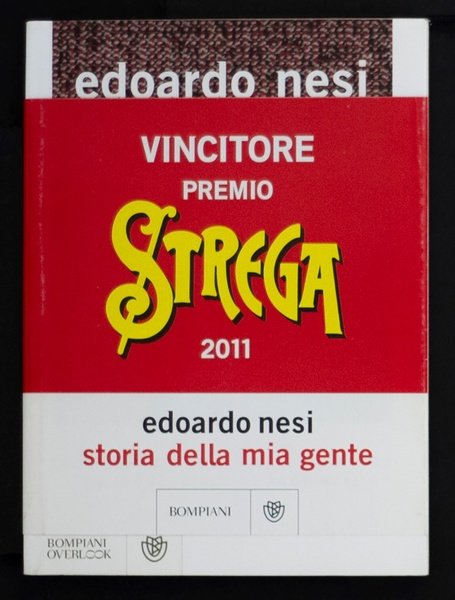 edoardo nesi
VINCITORE
PREMIO
STREGA
2011
edoardo nesi
storia della mia gente
BOMPIANI
BOMPIANI
OVERLOOK